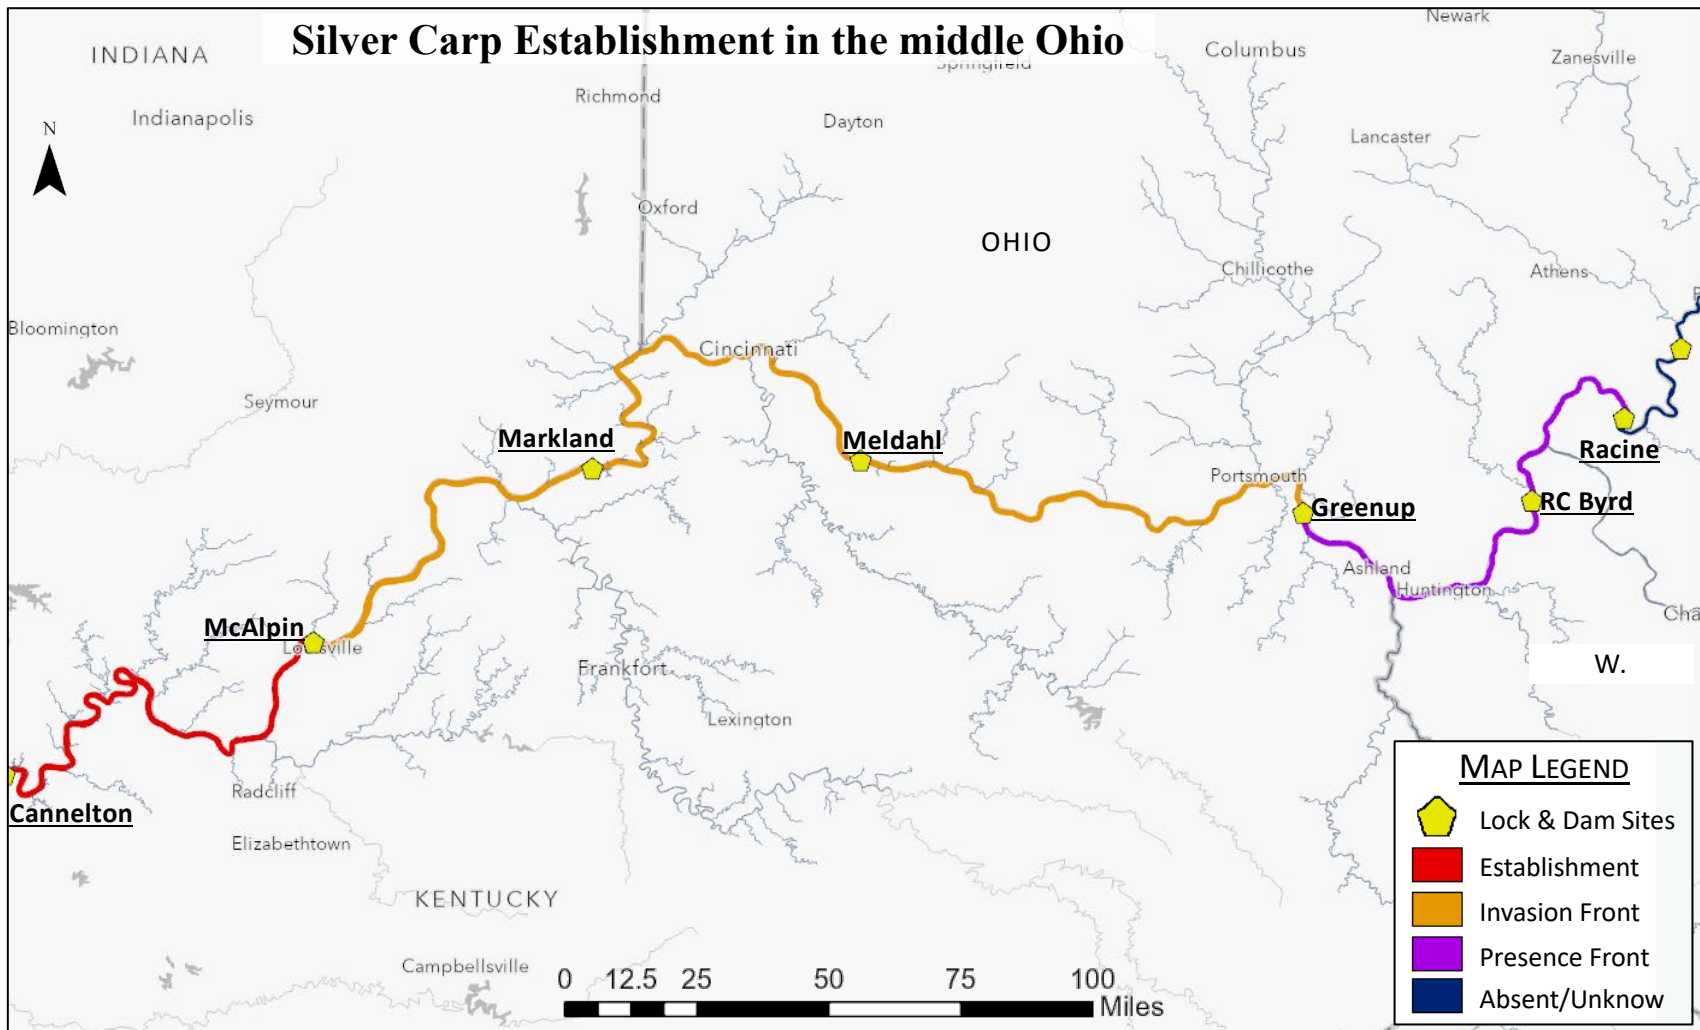 Silver Carp Establishment in the middle Ohio
Newark
INDIANA
Columbus
Zanesville
Springfield
Richmond
Indianapolis
Dayton
N
Lancaster
Oxford
OHIO
Chillicothe
Athens
Bloomington
Cincinnati
Seymour
Markland
Meldahl
Racine
Portsmouth
Greenup
RC Byrd
Ashland
Huntington
McAlpin
Louisville
Cha
Frankfort
W.
Lexington
Radcliff
Cannelton
Elizabethtown
KENTUCKY
Campbellsville
0 12.5 25 50 75 100
Miles
MAP LEGEND
Lock & Dam Sites
Establishment
Invasion Front
Presence Front
Absent/Unknow